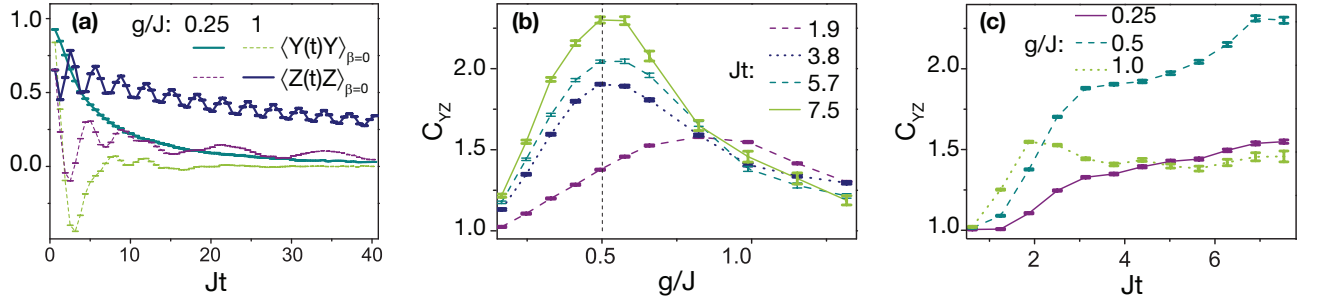 (a)
g/J: 0.25 1
⟨Y(t)Y⟩β=0
⟨Z(t)Z⟩β=0
1.0
0.5
0.0
0 10 20 30 40
Jt
(b)
C_YZ
2.0
1.5
1.0
0.5 1.0
g/J
Jt:
1.9
3.8
5.7
7.5
(c)
C_YZ
g/J:
0.25
0.5
1.0
2.0
1.5
1.0
2 4 6
Jt